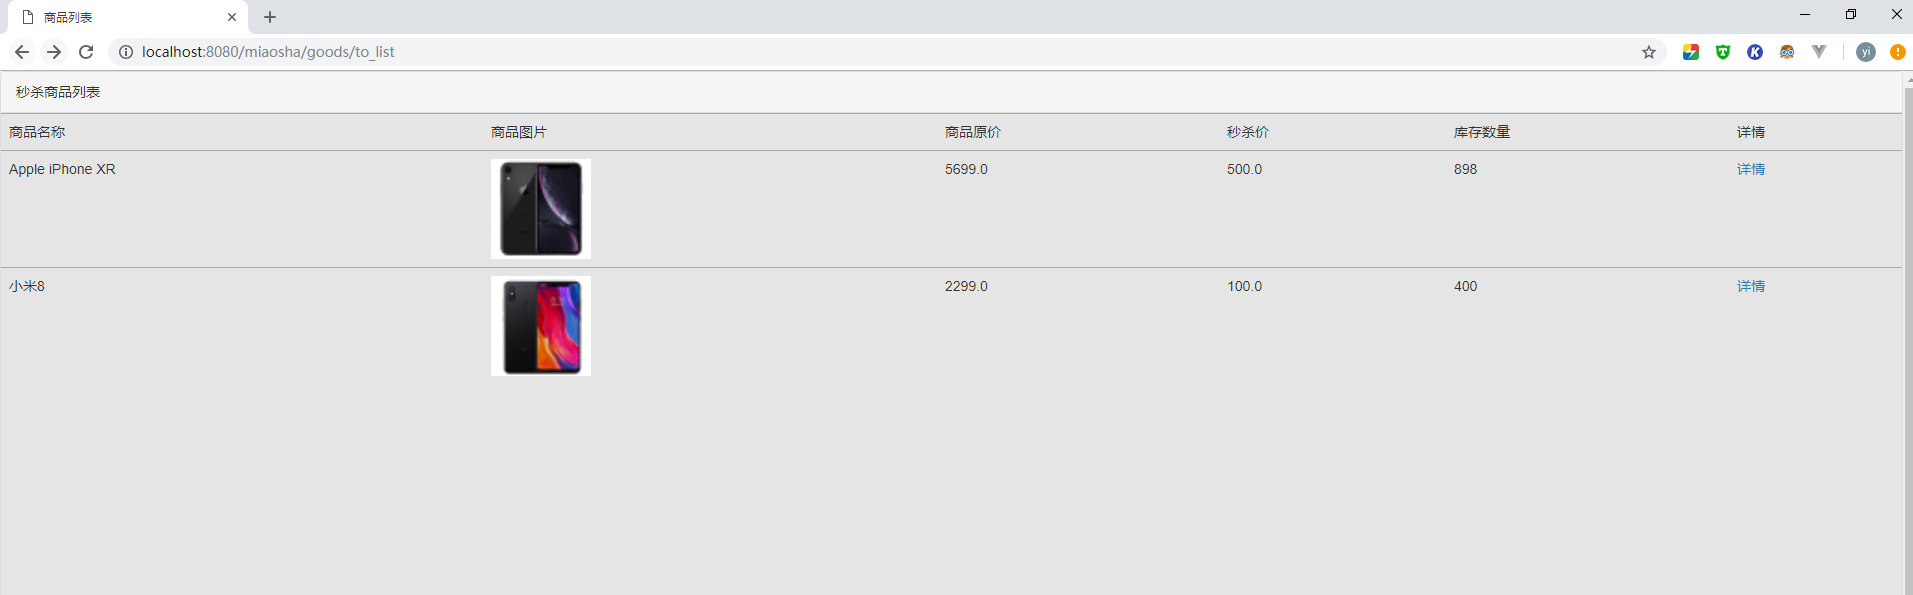 商品列表
localhost:8080/miaosha/goods/to_list
yi
秒杀商品列表
商品名称 商品图片 商品原价 秒杀价 库存数量 详情
Apple iPhone XR 5699.0 500.0 898 详情
小米8 2299.0 100.0 400 详情